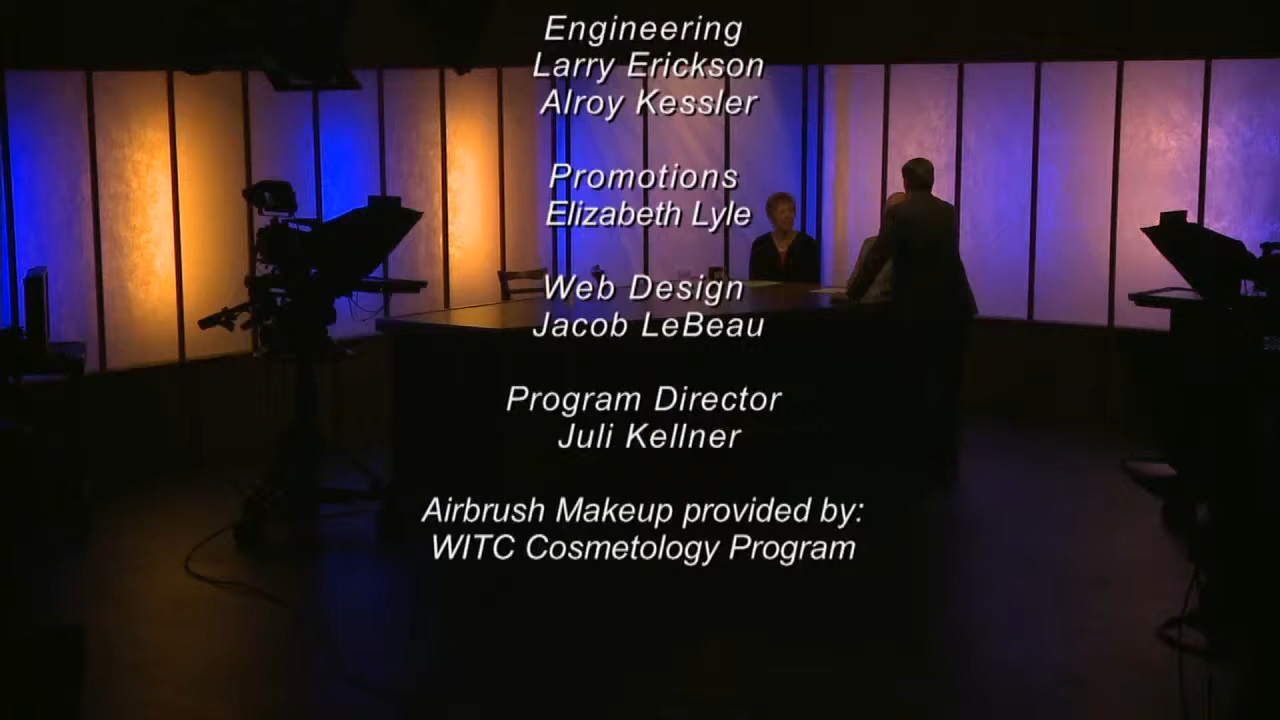 Engineering
Larry Erickson
Alroy Kessler
Promotions
Elizabeth Lyle
Web Design
Jacob LeBeau
Program Director
Juli Kellner
Airbrush Makeup provided by:
WITC Cosmetology Program